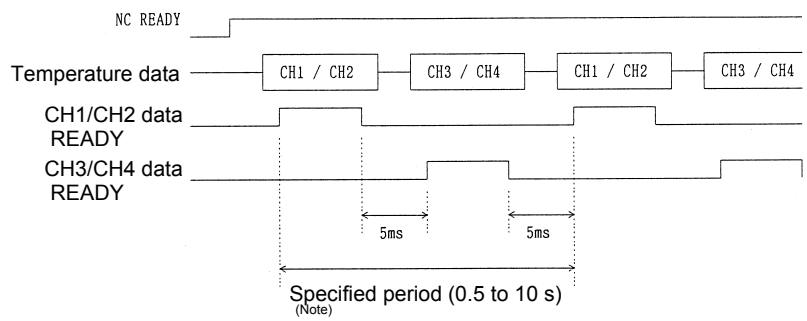 NC READY
Temperature data
CH1 / CH2
CH3 / CH4
CH1 / CH2
CH3 / CH4
CH1/CH2 data
READY
CH3/CH4 data
READY
5ms
5ms
Specified period (0.5 to 10 s)
(Note)